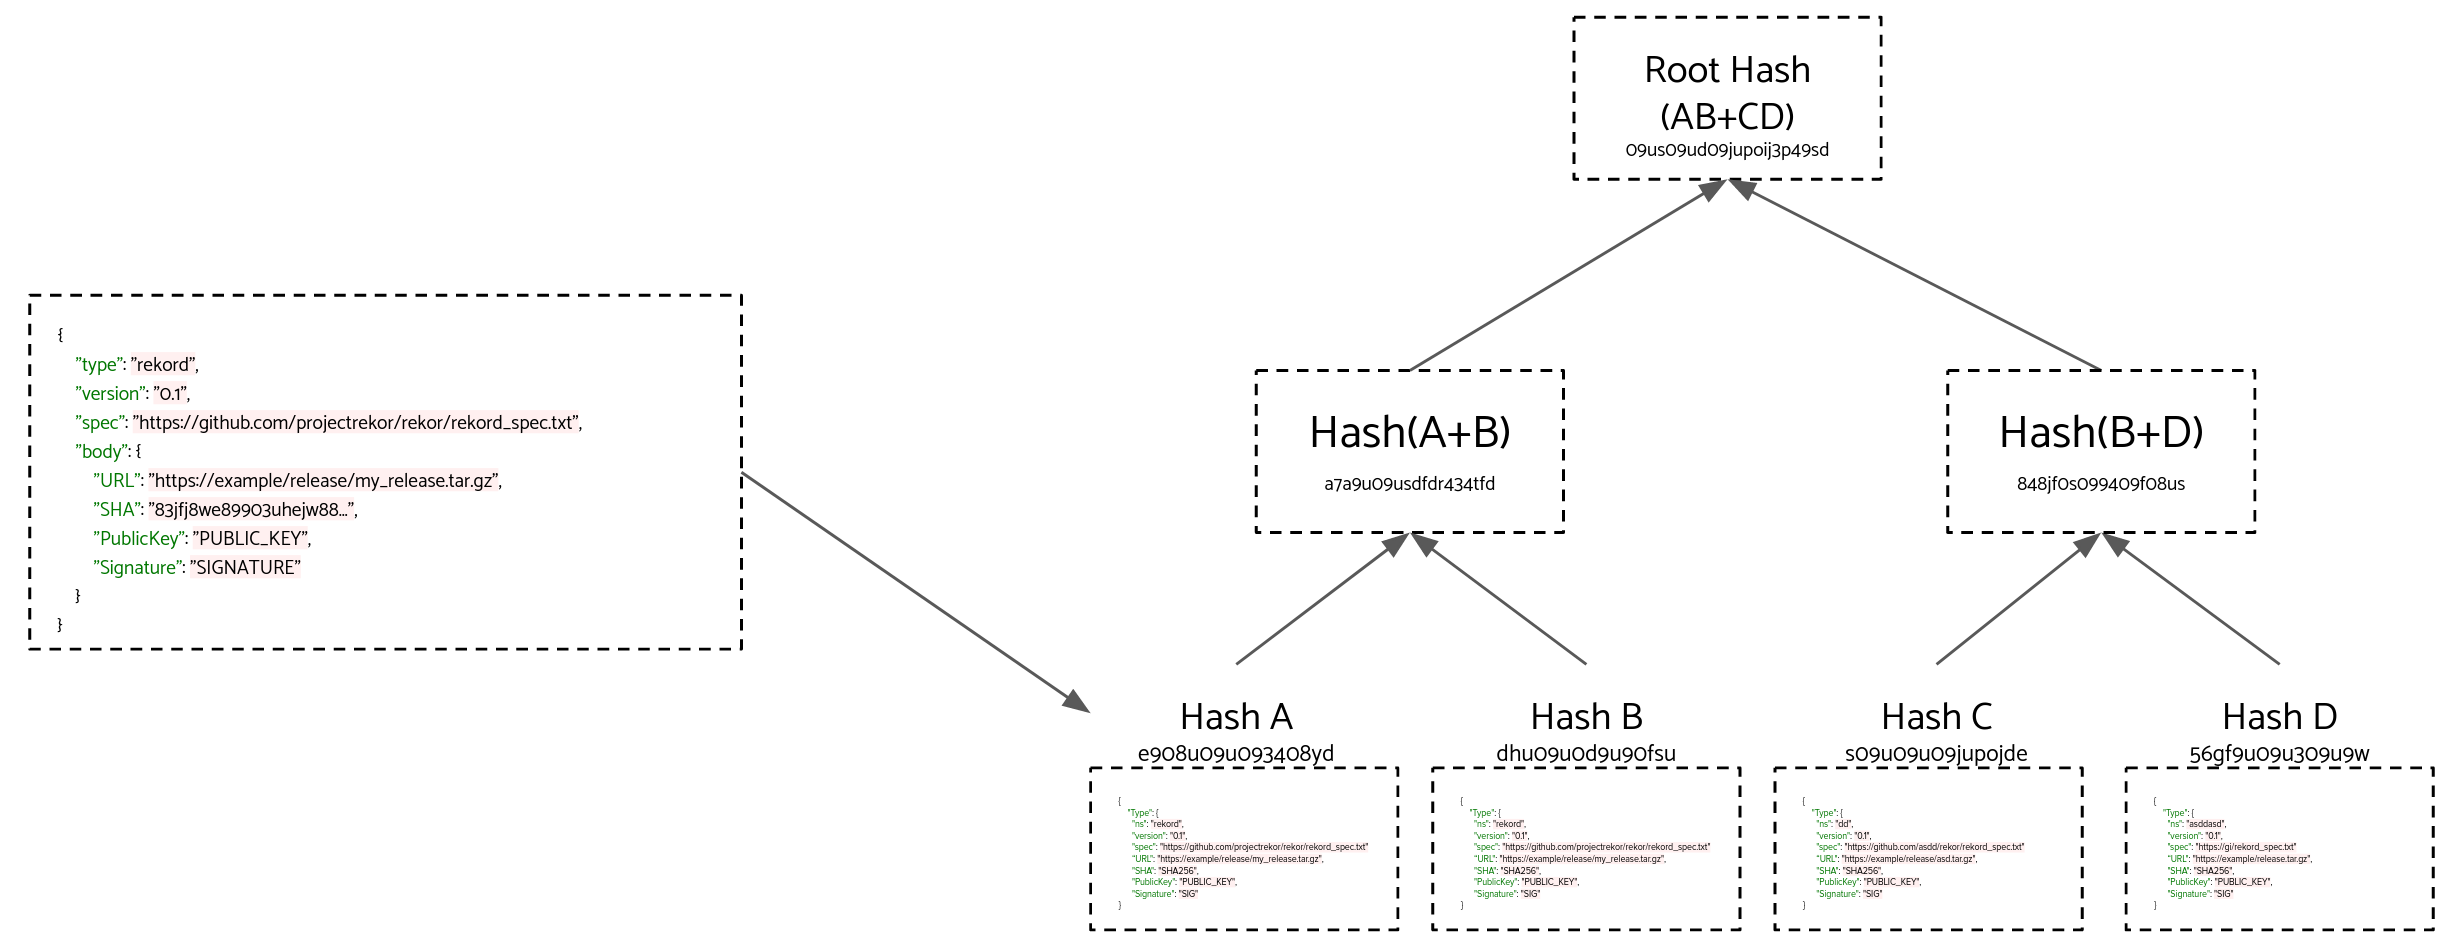 Root Hash
(AB+CD)
09us09ud09jupoij3p49sd
{
"type": "rekord",
"version": "0.1",
"spec": "https://github.com/projectrekor/rekor/rekord_spec.txt",
"body": {
"URL": "https://example/release/my_release.tar.gz",
"SHA": "83jfj8we89903uhejw88...",
"PublicKey": "PUBLIC_KEY",
"Signature": "SIGNATURE"
}
}
Hash(A+B)
a7a9u09usdfdr434tfd
Hash(B+D)
848jf0s099409f08us
Hash A
e908u09u093408yd
{
"Type": {
"ns": "rekord",
"version": "0.1",
"spec": "https://github.com/projectrekor/rekor/rekord_spec.txt"
"URL": "https://example/release/my_release.tar.gz",
"SHA": "SHA256",
"PublicKey": "PUBLIC_KEY",
"Signature": "SIG"
}
Hash B
dhu09u0d9u90fsu
{
"Type": {
"ns": "rekord",
"version": "0.1",
"spec": "https://github.com/projectrekor/rekor/rekord_spec.txt"
"URL": "https://example/release/my_release.tar.gz",
"SHA": "SHA256",
"PublicKey": "PUBLIC_KEY",
"Signature": "SIG"
}
Hash C
s09u09u09jupojde
{
"Type": {
"ns": "dd",
"version": "0.1",
"spec": "https://github.com/asdd/rekor/rekord_spec.txt"
"URL": "https://example/release/asd.tar.gz",
"SHA": "SHA256",
"PublicKey": "PUBLIC_KEY",
"Signature": "SIG"
}
Hash D
56gf9u09u309u9w
{
"Type": {
"ns": "asddasd",
"version": "0.1",
"spec": "https://gi/rekord_spec.txt"
"URL": "https://example/release.tar.gz",
"SHA": "SHA256",
"PublicKey": "PUBLIC_KEY",
"Signature": "SIG"
}